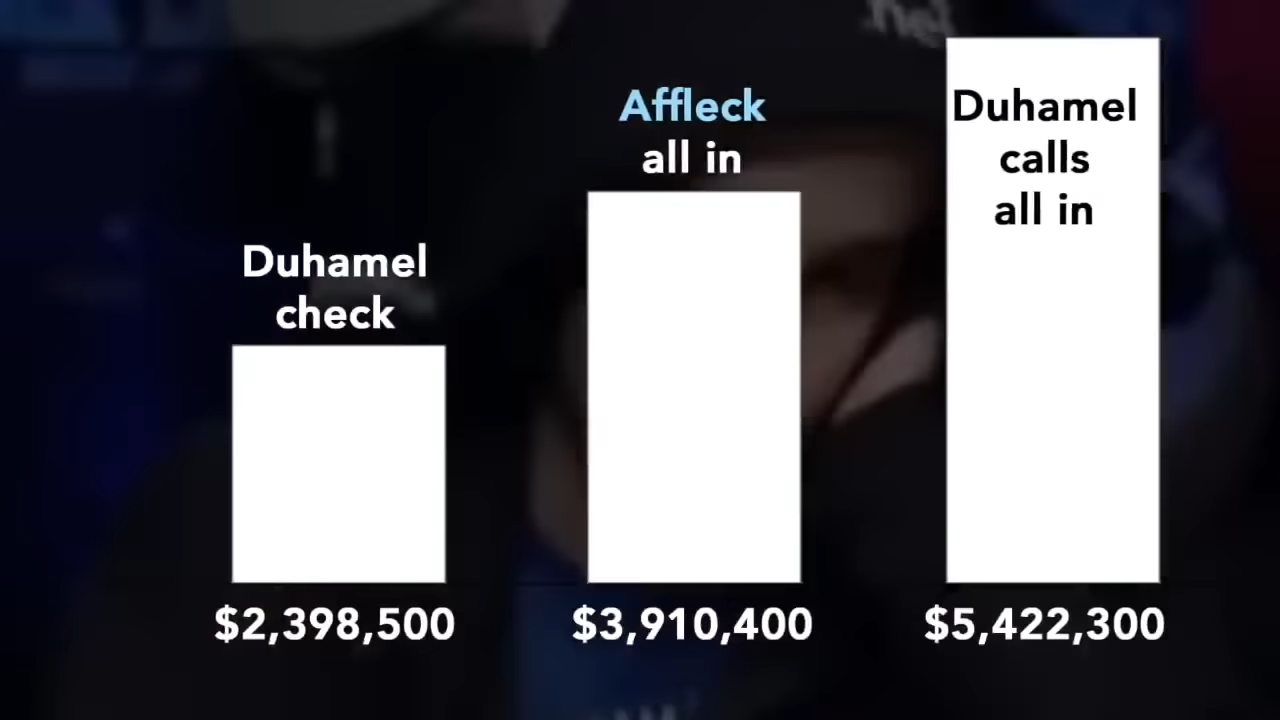 Duhamel
check
$2,398,500
Affleck
all in
$3,910,400
Duhamel
calls
all in
$5,422,300